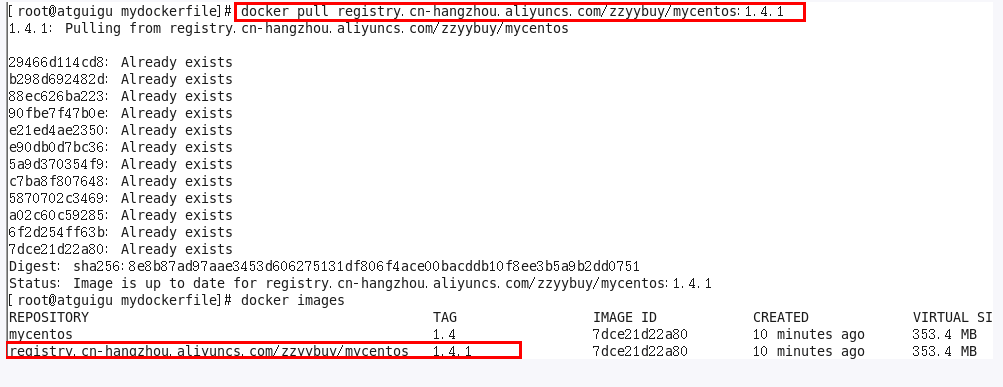 [root@atguigu mydockerfile]# docker pull registry.cn-hangzhou.aliyuncs.com/zzyybuy/mycentos:1.4.1
1.4.1: Pulling from registry.cn-hangzhou.aliyuncs.com/zzyybuy/mycentos
29466d114cd8: Already exists
b298d692482d: Already exists
88ec626ba223: Already exists
90fbe7f47b0e: Already exists
e21ed4ae2350: Already exists
e90db0d7bc36: Already exists
5a9d370354f9: Already exists
c7ba8f807648: Already exists
5870702c3469: Already exists
a02c60c59285: Already exists
6f2d254ff63b: Already exists
7dce21d22a80: Already exists
Digest: sha256:8e8b87ad97aae3453d606275131df806f4ace00bacddb10f8ee3b5a9b2dd0751
Status: Image is up to date for registry.cn-hangzhou.aliyuncs.com/zzyybuy/mycentos:1.4.1
[root@atguigu mydockerfile]# docker images
REPOSITORY TAG IMAGE ID CREATED VIRTUAL SI
mycentos 1.4 7dce21d22a80 10 minutes ago 353.4 MB
registry.cn-hangzhou.aliyuncs.com/zzyybuy/mycentos 1.4.1 7dce21d22a80 10 minutes ago 353.4 MB